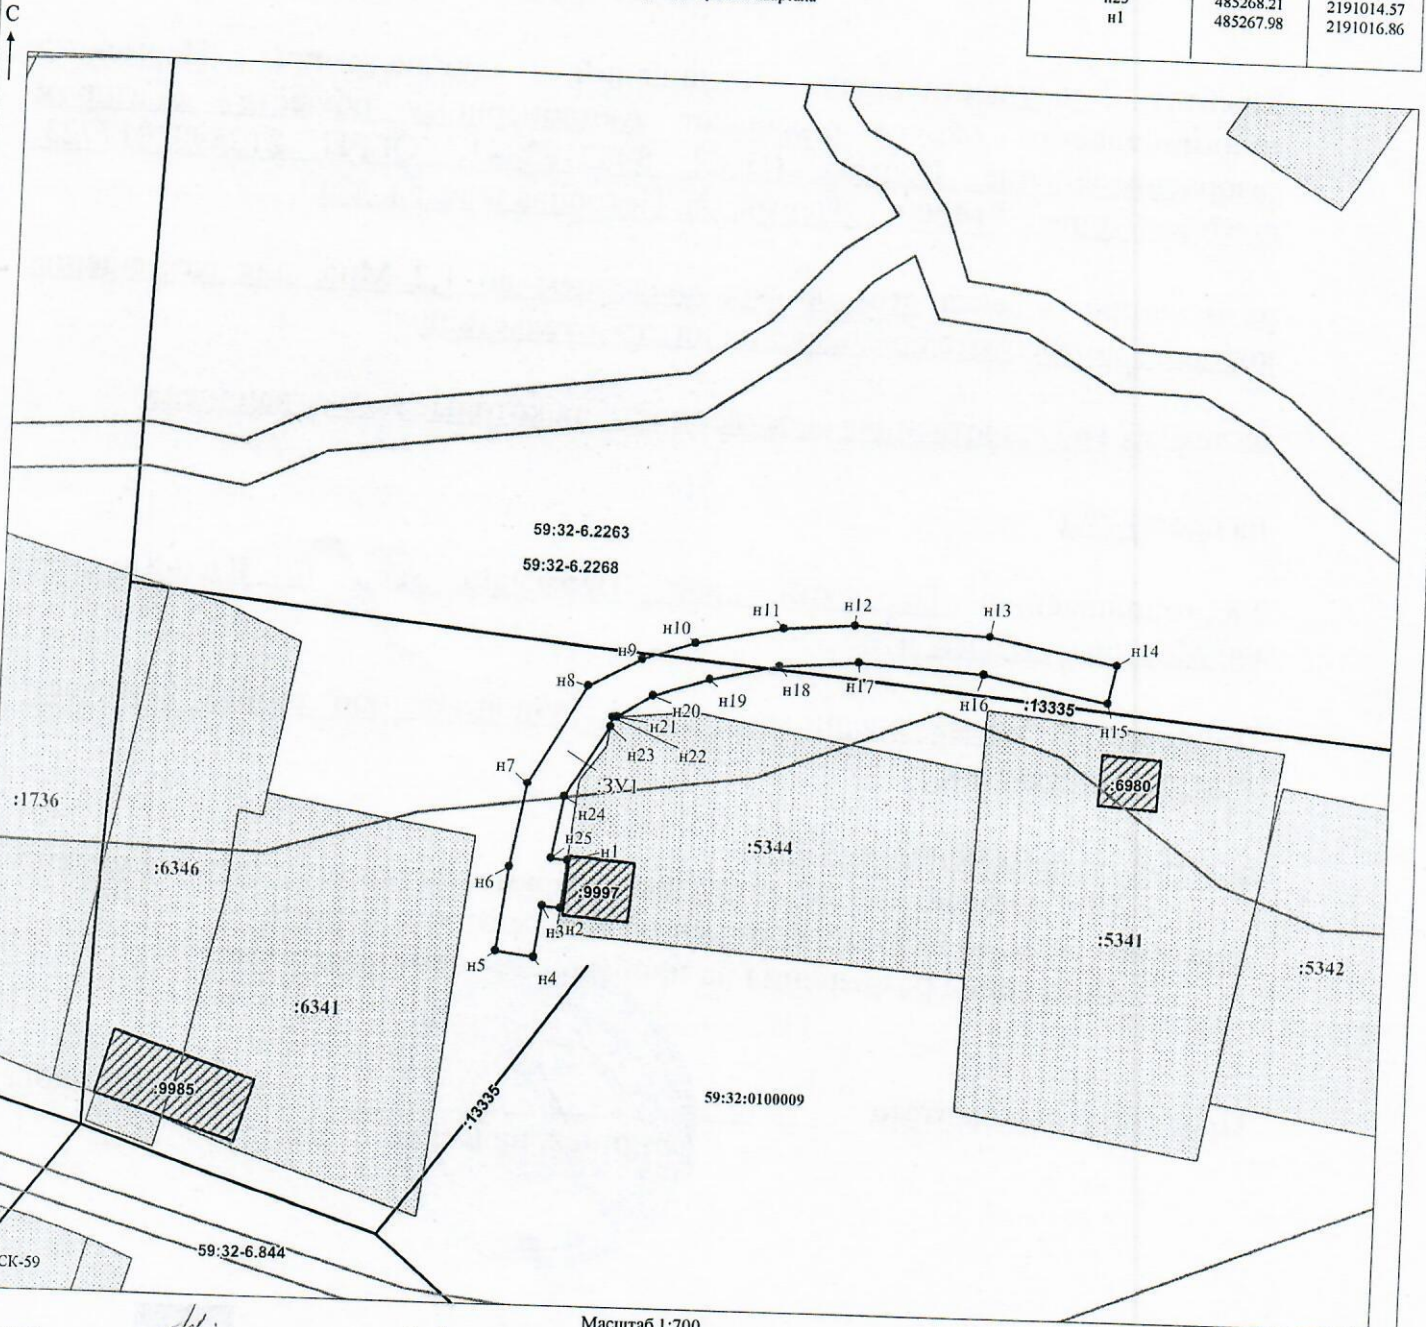 С
485268.21 2191014.57
н1 485267.98 2191016.86
59:32-6.2263
59:32-6.2268
н11 н12 н13
н10
н9 н14
н8
н18 н17
н19 н16 :13335
н20 н15
н21
н23 н22
н7
:ЗУ1 :6980
:1736
н24
н25 н1 :5344
:6346
н6 :9997
н3 н2
:5341
н5 н4 :5342
:6341
:9985 :13335 59:32:0100009
59:32-6.844
СК-59
Масштаб 1:700